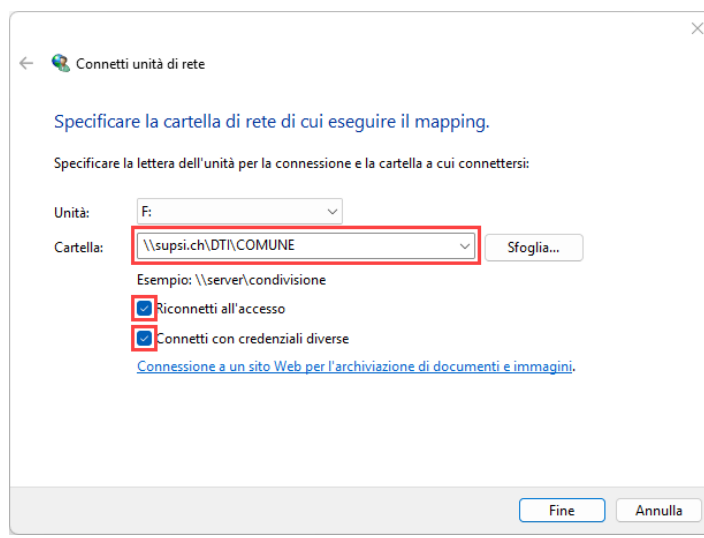 Connetti unità di rete
Specificare la cartella di rete di cui eseguire il mapping.
Specificare la lettera dell'unità per la connessione e la cartella a cui connettersi:
Unità: F:
Cartella: \\supsi.ch\DTI\COMUNE Sfoglia...
Esempio: \\server\condivisione
Riconnetti all'accesso
Connetti con credenziali diverse
Connessione a un sito Web per l'archiviazione di documenti e immagini.
Fine Annulla